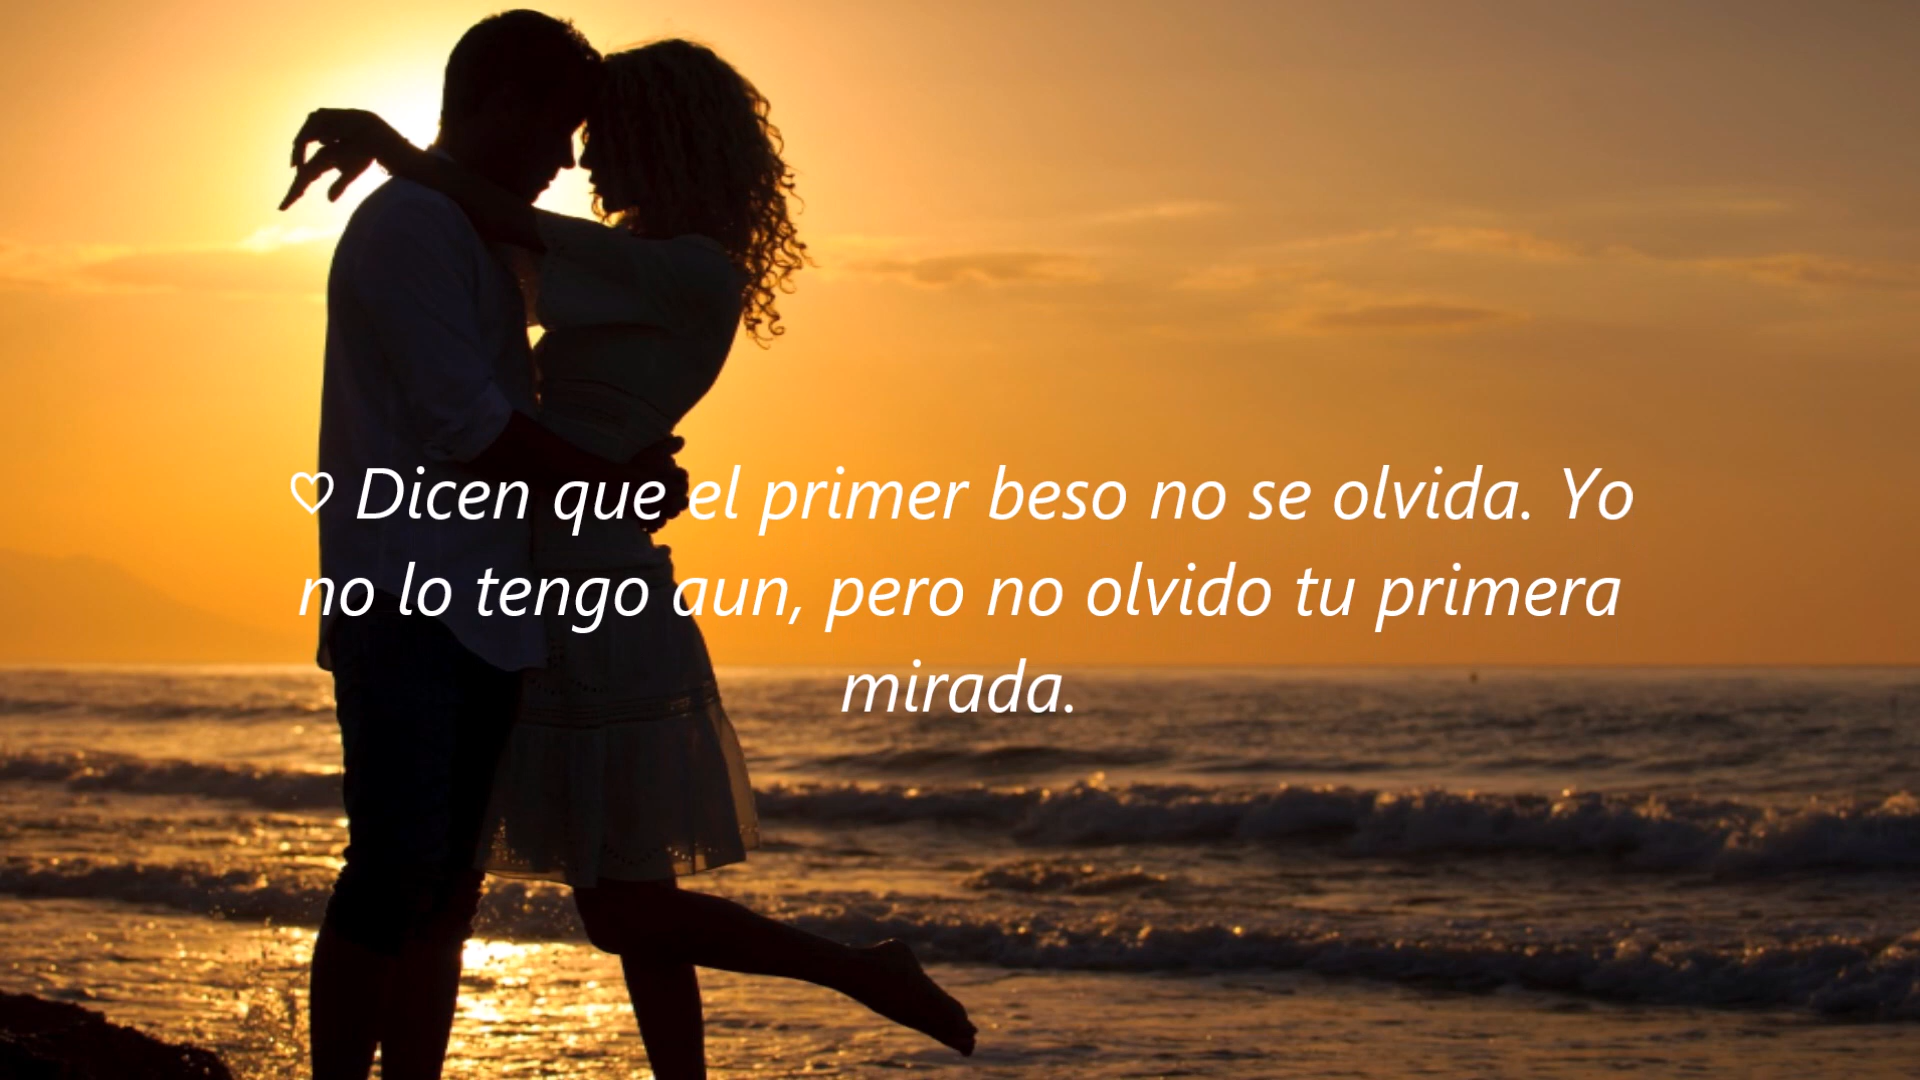 ♡ Dicen que el primer beso no se olvida. Yo
no lo tengo aun, pero no olvido tu primera
mirada.